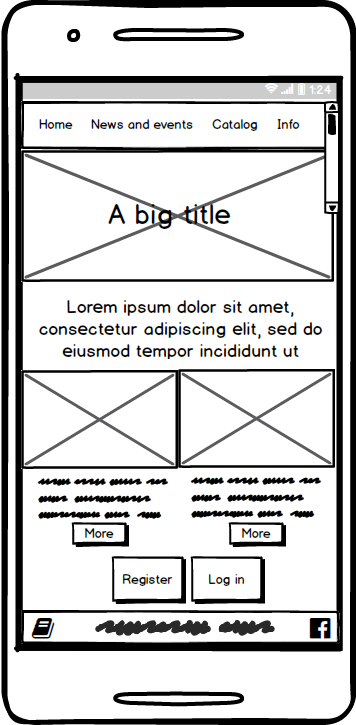 1:24
Home News and events Catalog Info
A big title
Lorem ipsum dolor sit amet,
consectetur adipiscing elit, sed do
eiusmod tempor incididunt ut
More More
Register Log in